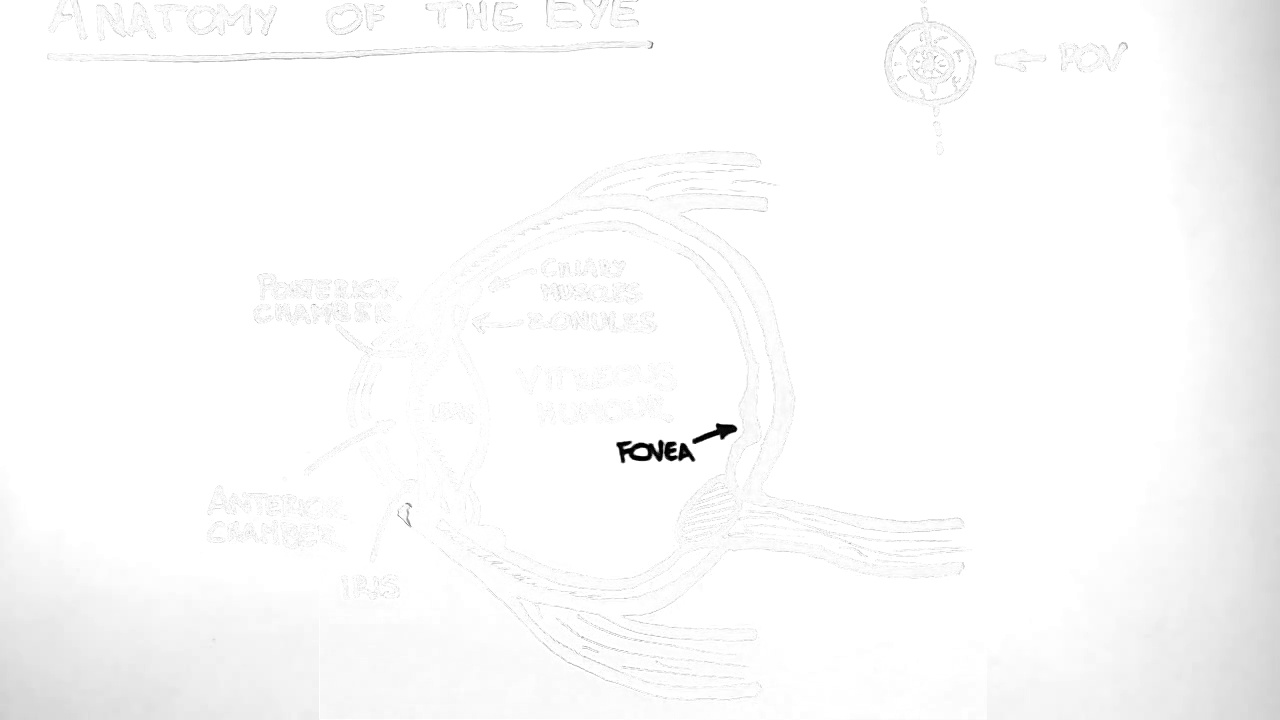 ANATOMY OF THE EYE
POV
POSTERIOR
CHAMBER
CILIARY
MUSCLES
ZONULES
VITREOUS
HUMOUR
LENS
FOVEA
ANTERIOR
CHAMBER
IRIS